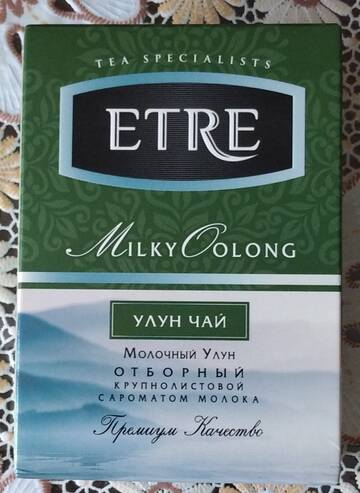 TEA SPECIALISTS
ETRE
MILKY OOLONG
УЛУН ЧАЙ
Молочный Улун
ОТБОРНЫЙ
КРУПНОЛИСТОВОЙ
С АРОМАТОМ МОЛОКА
Премиум Качество